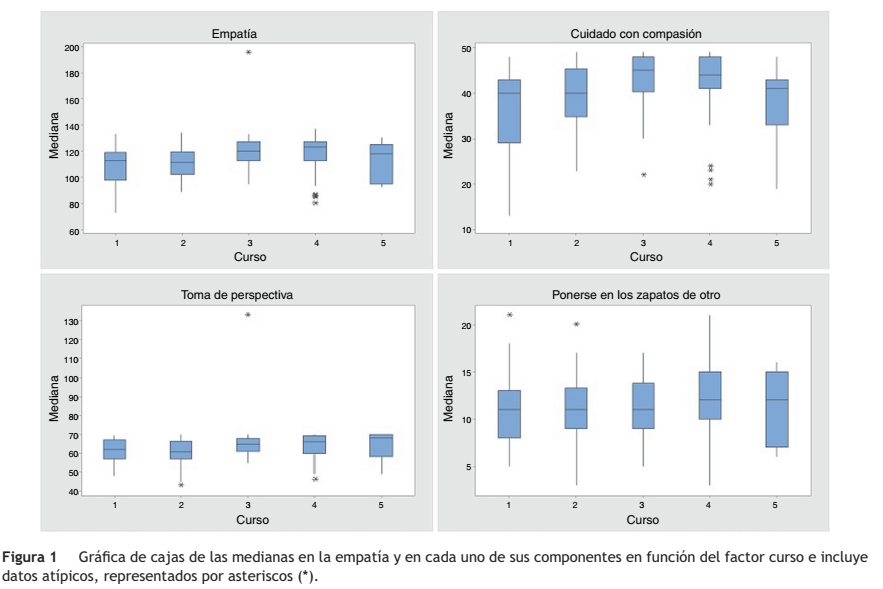 Empatía
200
180
160
140
120
100
80
60
Mediana
1 2 3 4 5
Curso
Cuidado con compasión
50
40
30
20
10
Mediana
1 2 3 4 5
Curso
Toma de perspectiva
130
120
110
100
90
80
70
60
50
40
Mediana
1 2 3 4 5
Curso
Ponerse en los zapatos de otro
20
15
10
5
Mediana
1 2 3 4 5
Curso
Figura 1 Gráfica de cajas de las medianas en la empatía y en cada uno de sus componentes en función del factor curso e incluye
datos atípicos, representados por asteriscos (*).